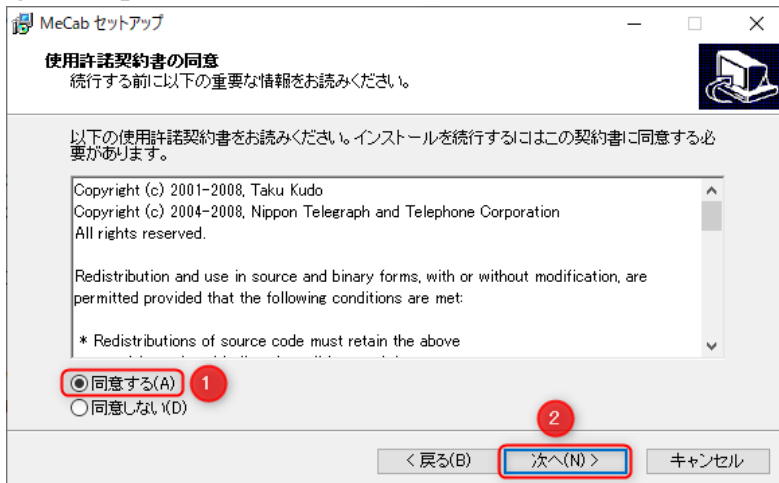 MeCab セットアップ
使用許諾契約書の同意
続行する前に以下の重要な情報をお読みください。
以下の使用許諾契約書をお読みください。インストールを続行するにはこの契約書に同意する必
要があります。
Copyright (c) 2001-2008, Taku Kudo
Copyright (c) 2004-2008, Nippon Telegraph and Telephone Corporation
All rights reserved.
Redistribution and use in source and binary forms, with or without modification, are
permitted provided that the following conditions are met:
* Redistributions of source code must retain the above
同意する(A) 1
同意しない(D)
2
< 戻る(B) 次へ(N) > キャンセル